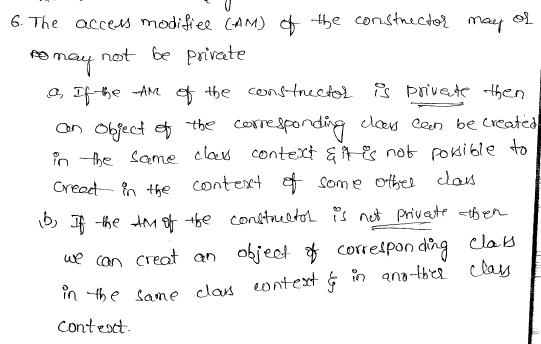 6. The access modifier (AM) of the constructor may or
may not be private
a, If the AM of the constructor is private then
an object of the corresponding class can be created
in the same class context & it is not possible to
creat in the context of some other class
b, If the AM of the constructor is not private then
we can creat an object of corresponding class
in the same class context & in another class
context.